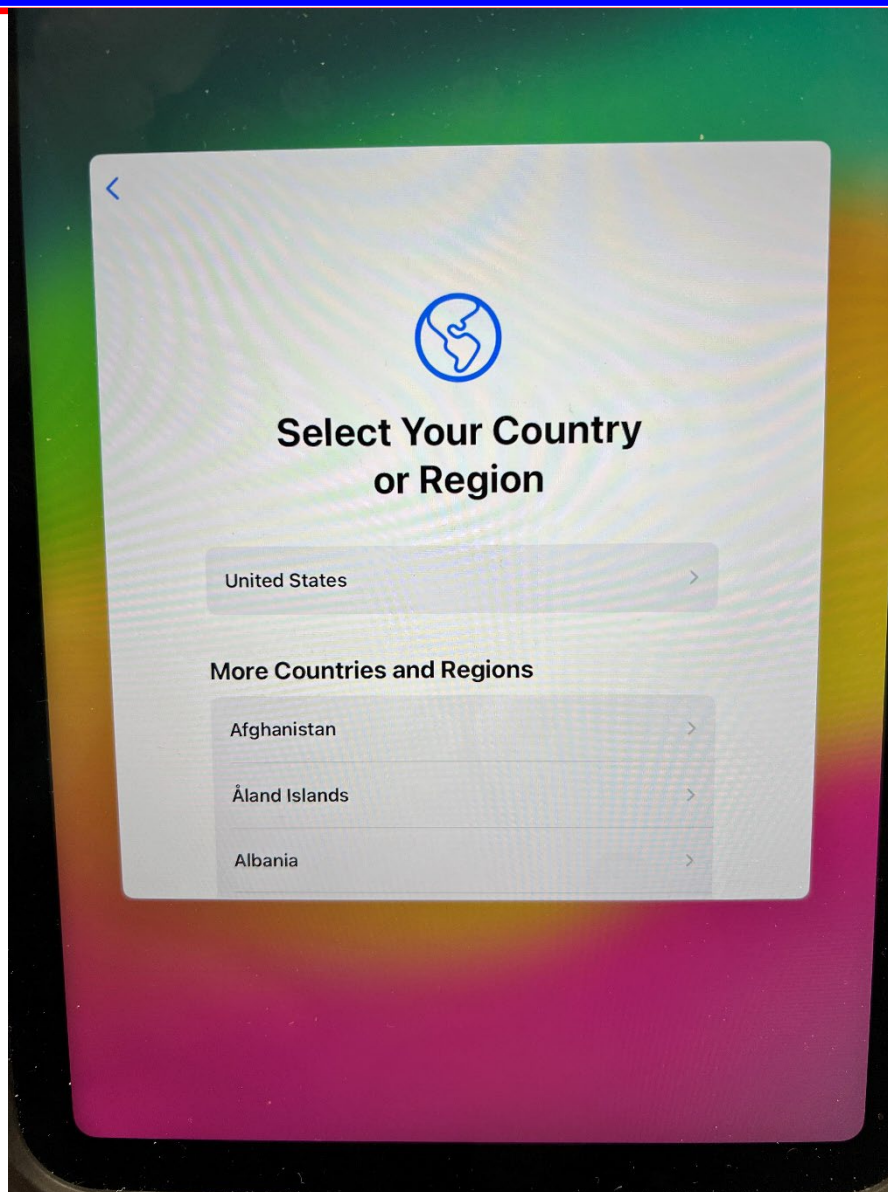 Select Your Country
or Region
United States
More Countries and Regions
Afghanistan
Åland Islands
Albania